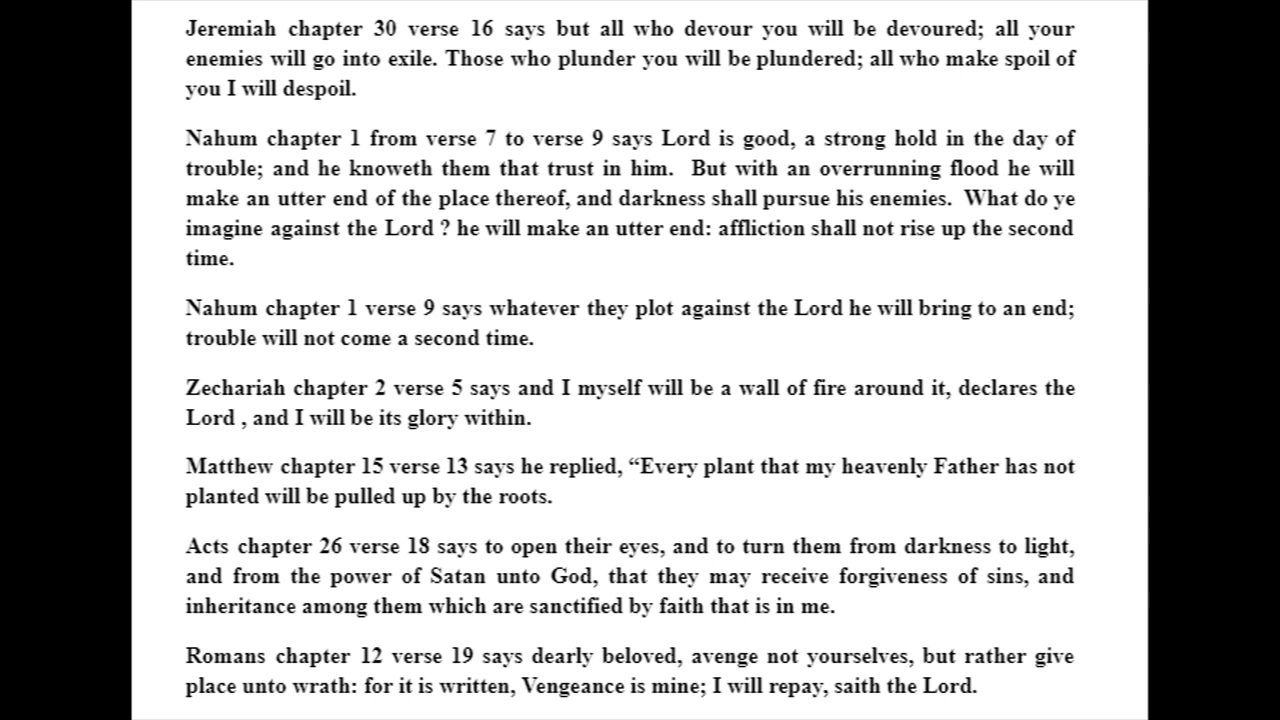 Jeremiah chapter 30 verse 16 says but all who devour you will be devoured; all your
enemies will go into exile. Those who plunder you will be plundered; all who make spoil of
you I will despoil.
Nahum chapter 1 from verse 7 to verse 9 says Lord is good, a strong hold in the day of
trouble; and he knoweth them that trust in him.  But with an overrunning flood he will
make an utter end of the place thereof, and darkness shall pursue his enemies.  What do ye
imagine against the Lord ? he will make an utter end: affliction shall not rise up the second
time.
Nahum chapter 1 verse 9 says whatever they plot against the Lord he will bring to an end;
trouble will not come a second time.
Zechariah chapter 2 verse 5 says and I myself will be a wall of fire around it, declares the
Lord , and I will be its glory within.
Matthew chapter 15 verse 13 says he replied, “Every plant that my heavenly Father has not
planted will be pulled up by the roots.
Acts chapter 26 verse 18 says to open their eyes, and to turn them from darkness to light,
and from the power of Satan unto God, that they may receive forgiveness of sins, and
inheritance among them which are sanctified by faith that is in me.
Romans chapter 12 verse 19 says dearly beloved, avenge not yourselves, but rather give
place unto wrath: for it is written, Vengeance is mine; I will repay, saith the Lord.